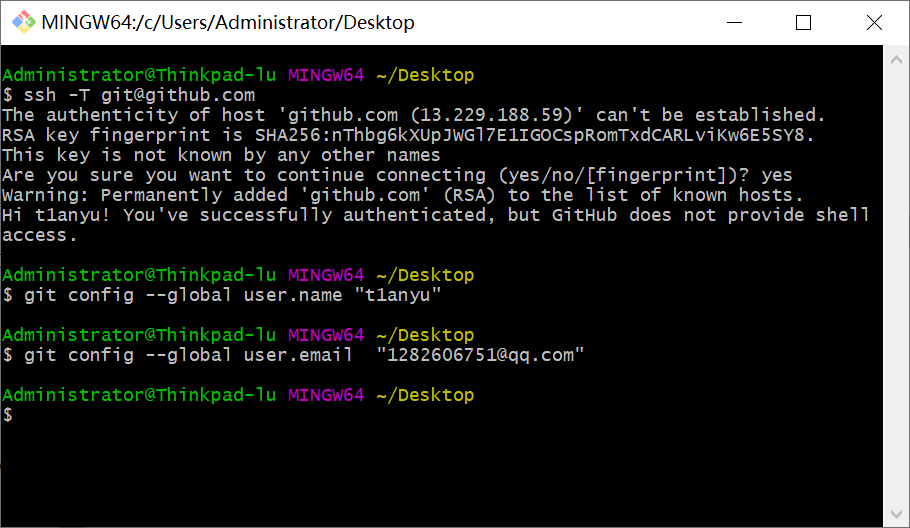 MINGW64:/c/Users/Administrator/Desktop
Administrator@Thinkpad-lu MINGW64 ~/Desktop
$ ssh -T git@github.com
The authenticity of host 'github.com (13.229.188.59)' can't be established.
RSA key fingerprint is SHA256:nThbg6kXUpJWGl7E1IGOCspRomTxdCARLviKw6E5SY8.
This key is not known by any other names
Are you sure you want to continue connecting (yes/no/[fingerprint])? yes
Warning: Permanently added 'github.com' (RSA) to the list of known hosts.
Hi t1anyu! You've successfully authenticated, but GitHub does not provide shell
access.
Administrator@Thinkpad-lu MINGW64 ~/Desktop
$ git config --global user.name "t1anyu"
Administrator@Thinkpad-lu MINGW64 ~/Desktop
$ git config --global user.email  "1282606751@qq.com"
Administrator@Thinkpad-lu MINGW64 ~/Desktop
$